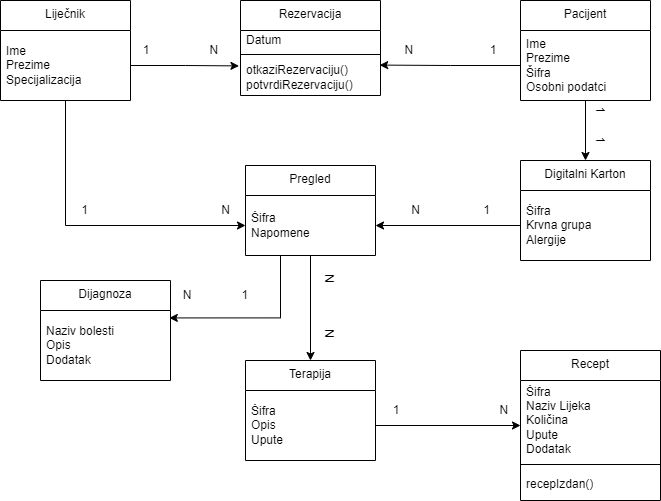 Liječnik
Ime
Prezime
Specijalizacija
1
N
Rezervacija
Datum
otkaziRezervaciju()
potvrdiRezervaciju()
N
1
Pacijent
Ime
Prezime
Šifra
Osobni podatci
1
1
Digitalni Karton
Šifra
Krvna grupa
Alergije
1
N
Pregled
Šifra
Napomene
N
1
Dijagnoza
Naziv bolesti
Opis
Dodatak
N
1
N
N
Terapija
Šifra
Opis
Upute
1
N
Recept
Šifra
Naziv Lijeka
Količina
Upute
Dodatak
recepIzdan()